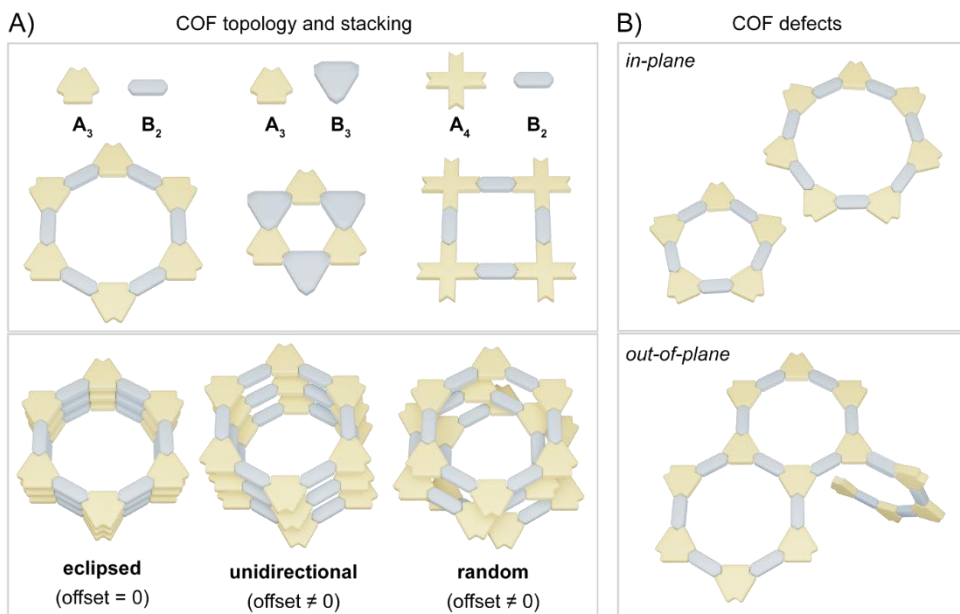 A) COF topology and stacking
B) COF defects
A₃ B₂ A₃ B₃ A₄ B₂
in-plane
out-of-plane
eclipsed unidirectional random
(offset = 0) (offset ≠ 0) (offset ≠ 0)